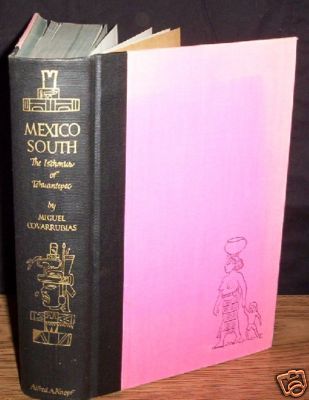 MEXICO
SOUTH
The Isthmus
of
Tehuantepec
by
MIGUEL
COVARRUBIAS
Alfred A. Knopf